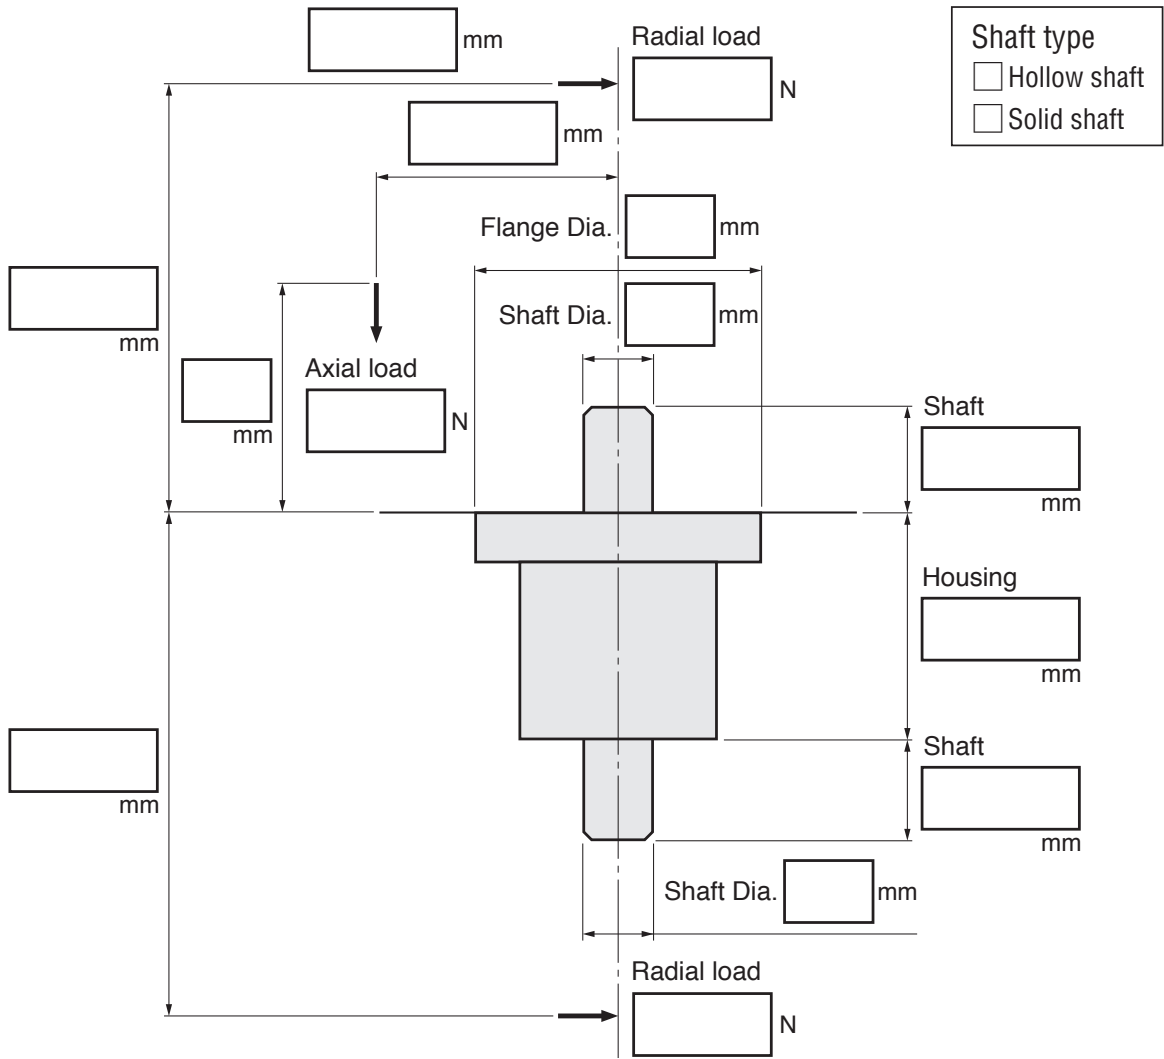 mm
Radial load
N
Shaft type
Hollow shaft
Solid shaft
mm
Flange Dia.
mm
Shaft Dia.
mm
mm
mm
Axial load
N
Shaft
mm
Housing
mm
Shaft
mm
mm
Shaft Dia.
mm
Radial load
N